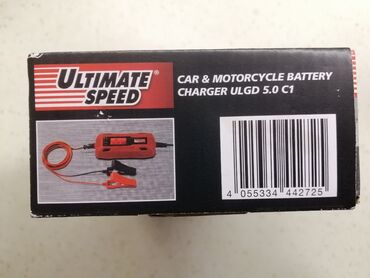 ULTIMATE
SPEED®
CAR & MOTORCYCLE BATTERY
CHARGER ULGD 5.0 C1
4 055334 442725